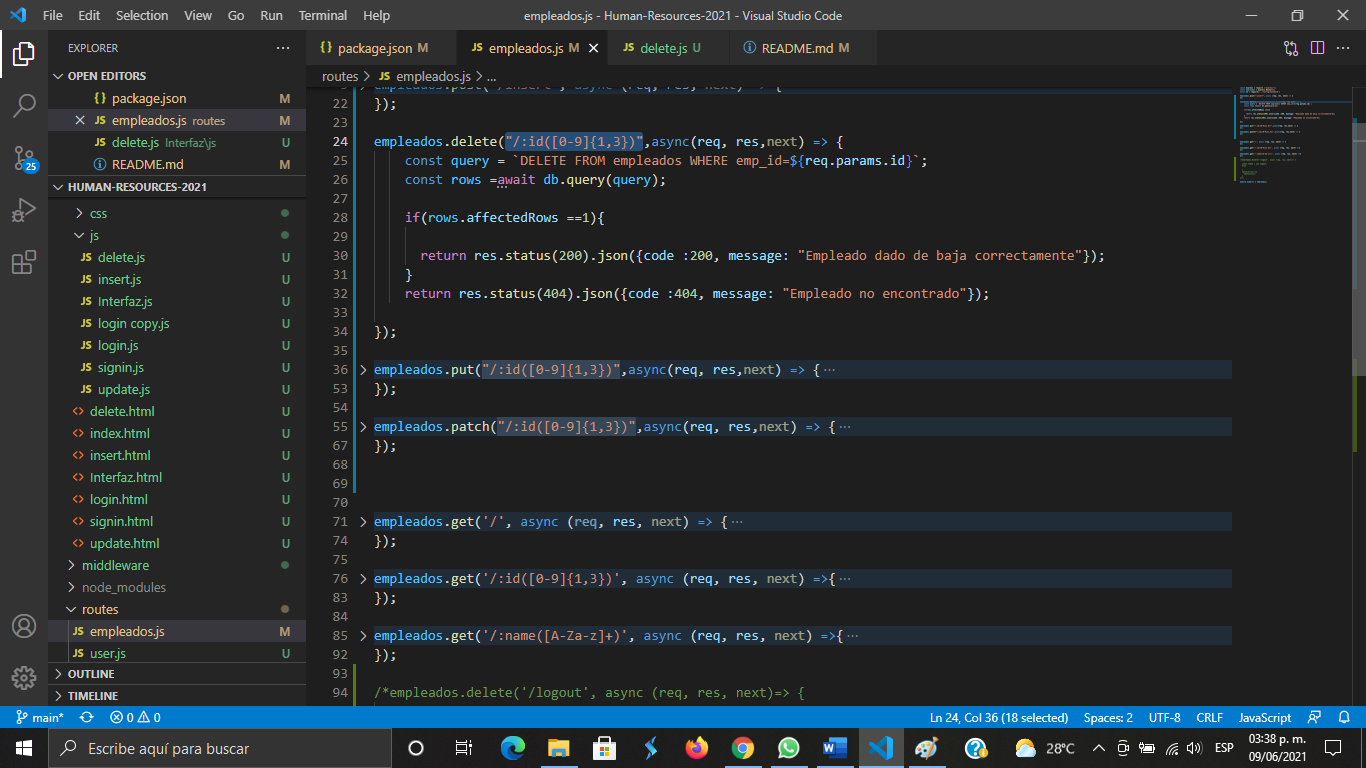 File Edit Selection View Go Run Terminal Help
empleados.js - Human-Resources-2021 - Visual Studio Code
EXPLORER
OPEN EDITORS
{} package.json M
JS empleados.js routes M
JS delete.js Interfaz\js U
README.md M
HUMAN-RESOURCES-2021
css
js
JS delete.js U
JS insert.js U
JS Interfaz.js U
JS login copy.js U
JS login.js U
JS signin.js U
JS update.js U
<> delete.html U
<> index.html U
<> insert.html U
<> Interfaz.html U
<> login.html U
<> signin.html U
<> update.html U
middleware
node_modules
routes
JS empleados.js M
JS user.js U
OUTLINE
TIMELINE
25
{} package.json M
JS empleados.js M
JS delete.js U
README.md M
routes > JS empleados.js > ...
empleados.post('/insert', async (req, res, next) => {
22 });
23
24 empleados.delete("/:id([0-9]{1,3})",async(req, res,next) => {
25 const query = `DELETE FROM empleados WHERE emp_id=${req.params.id}`;
26 const rows =await db.query(query);
27
28 if(rows.affectedRows ==1){
29
30 return res.status(200).json({code :200, message: "Empleado dado de baja correctamente"});
31 }
32 return res.status(404).json({code :404, message: "Empleado no encontrado"});
33
34 });
35
36 empleados.put("/:id([0-9]{1,3})",async(req, res,next) => {···
53 });
54
55 empleados.patch("/:id([0-9]{1,3})",async(req, res,next) => {···
67 });
68
69
70
71 empleados.get('/', async (req, res, next) => {···
74 });
75
76 empleados.get('/:id([0-9]{1,3})', async (req, res, next) =>{···
83 });
84
85 empleados.get('/:name([A-Za-z]+)', async (req, res, next) =>{···
92 });
93
94 /*empleados.delete('/logout', async (req, res, next)=> {
main* 0 0
Ln 24, Col 36 (18 selected) Spaces: 2 UTF-8 CRLF JavaScript
Escribe aquí para buscar
28°C
ESP
03:38 p. m.
09/06/2021